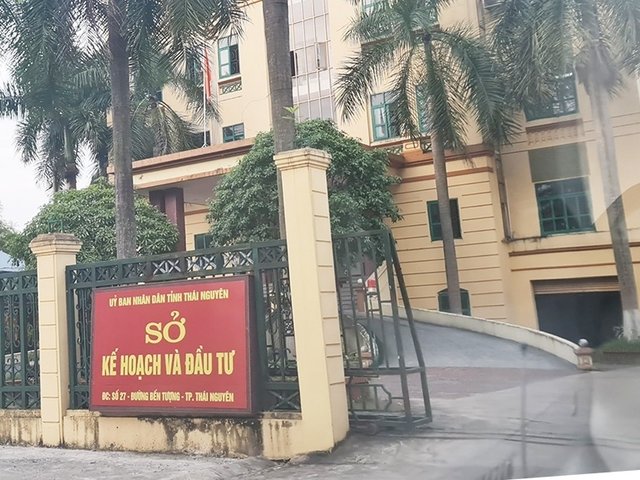 UỶ BAN NHÂN DÂN TỈNH THÁI NGUYÊN
SỞ
KẾ HOẠCH VÀ ĐẦU TƯ
ĐC: SỐ 27 - ĐƯỜNG BẾN TƯỢNG - TP. THÁI NGUYÊN